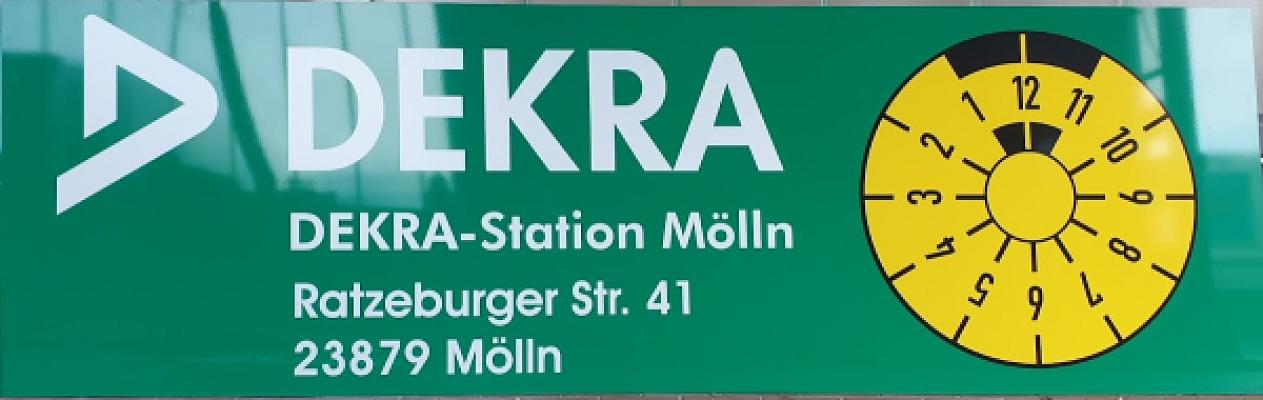 DEKRA
DEKRA-Station Mölln
Ratzeburger Str. 41
23879 Mölln
1 12 11 10 9 8 7 6 5 4 3 2